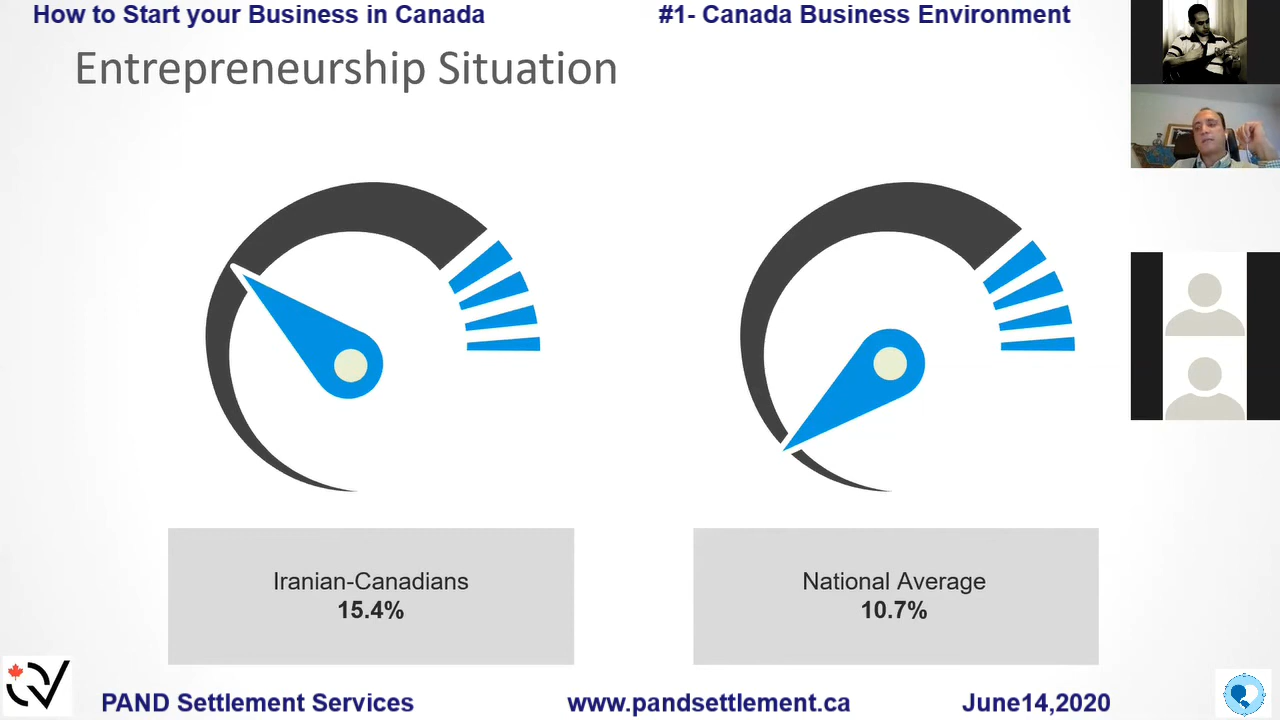 How to Start your Business in Canada
#1- Canada Business Environment
Entrepreneurship Situation
Iranian-Canadians
15.4%
National Average
10.7%
PAND Settlement Services
www.pandsettlement.ca
June14,2020